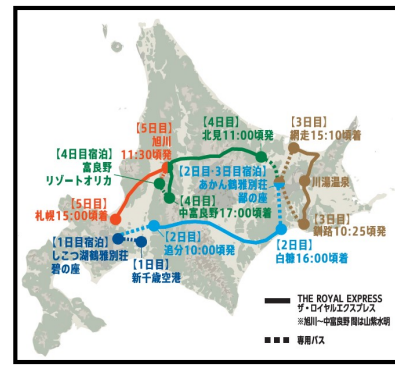 【5日目】
旭川
11:30頃発
【4日目】
北見11:00頃発
【3日目】
網走15:10頃着
【4日目宿泊】
富良野
リゾートオリカ
【2日目・3日目宿泊】
あかん鶴雅別荘
鄙の座
川湯温泉
【5日目】
札幌15:00頃着
【4日目】
中富良野17:00頃着
【3日目】
釧路10:25頃発
【1日目宿泊】
しこつ湖鶴雅別荘
碧の座
【2日目】
追分10:00頃発
【2日目】
白糠16:00頃着
【1日目】
新千歳空港
THE ROYAL EXPRESS
ザ・ロイヤルエクスプレス
※旭川～中富良野間は山紫水明
専用バス